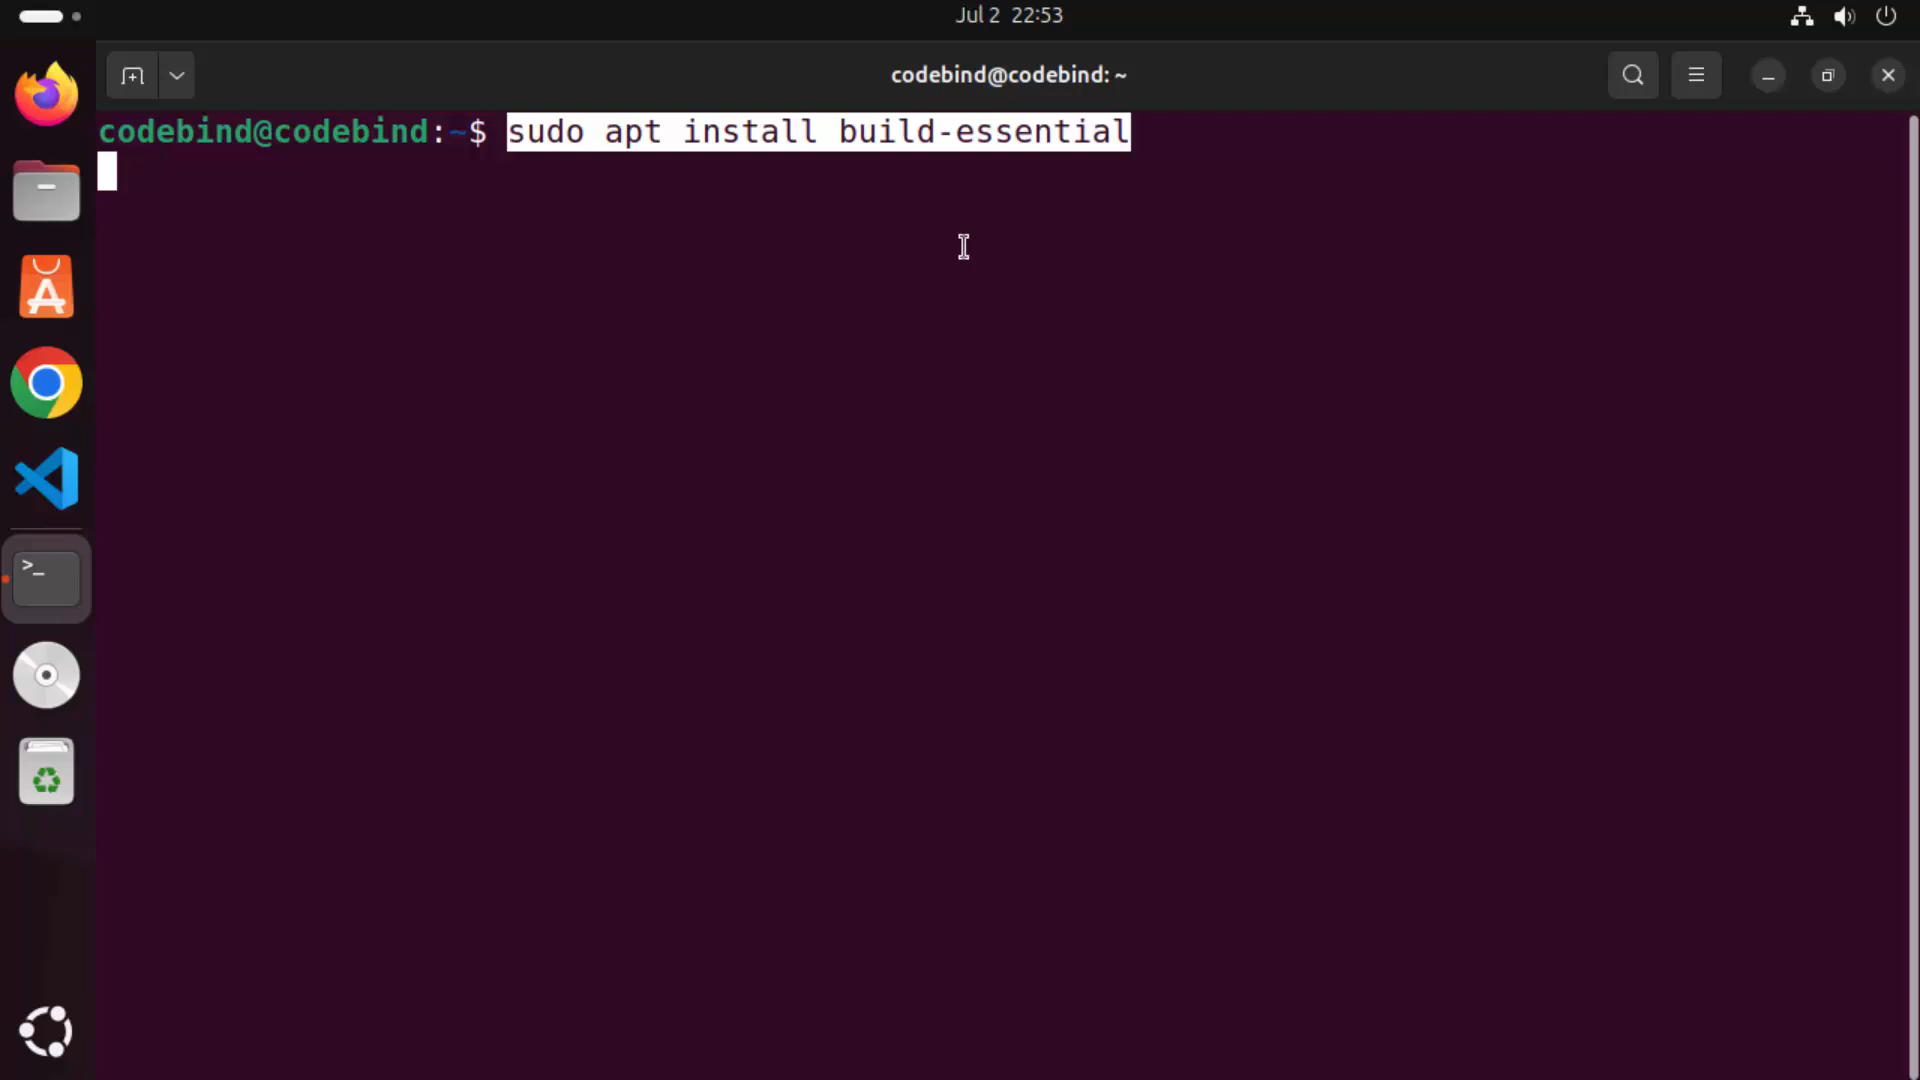 Jul 2 22:53
codebind@codebind: ~
codebind@codebind:~$ sudo apt install build-essential
>_